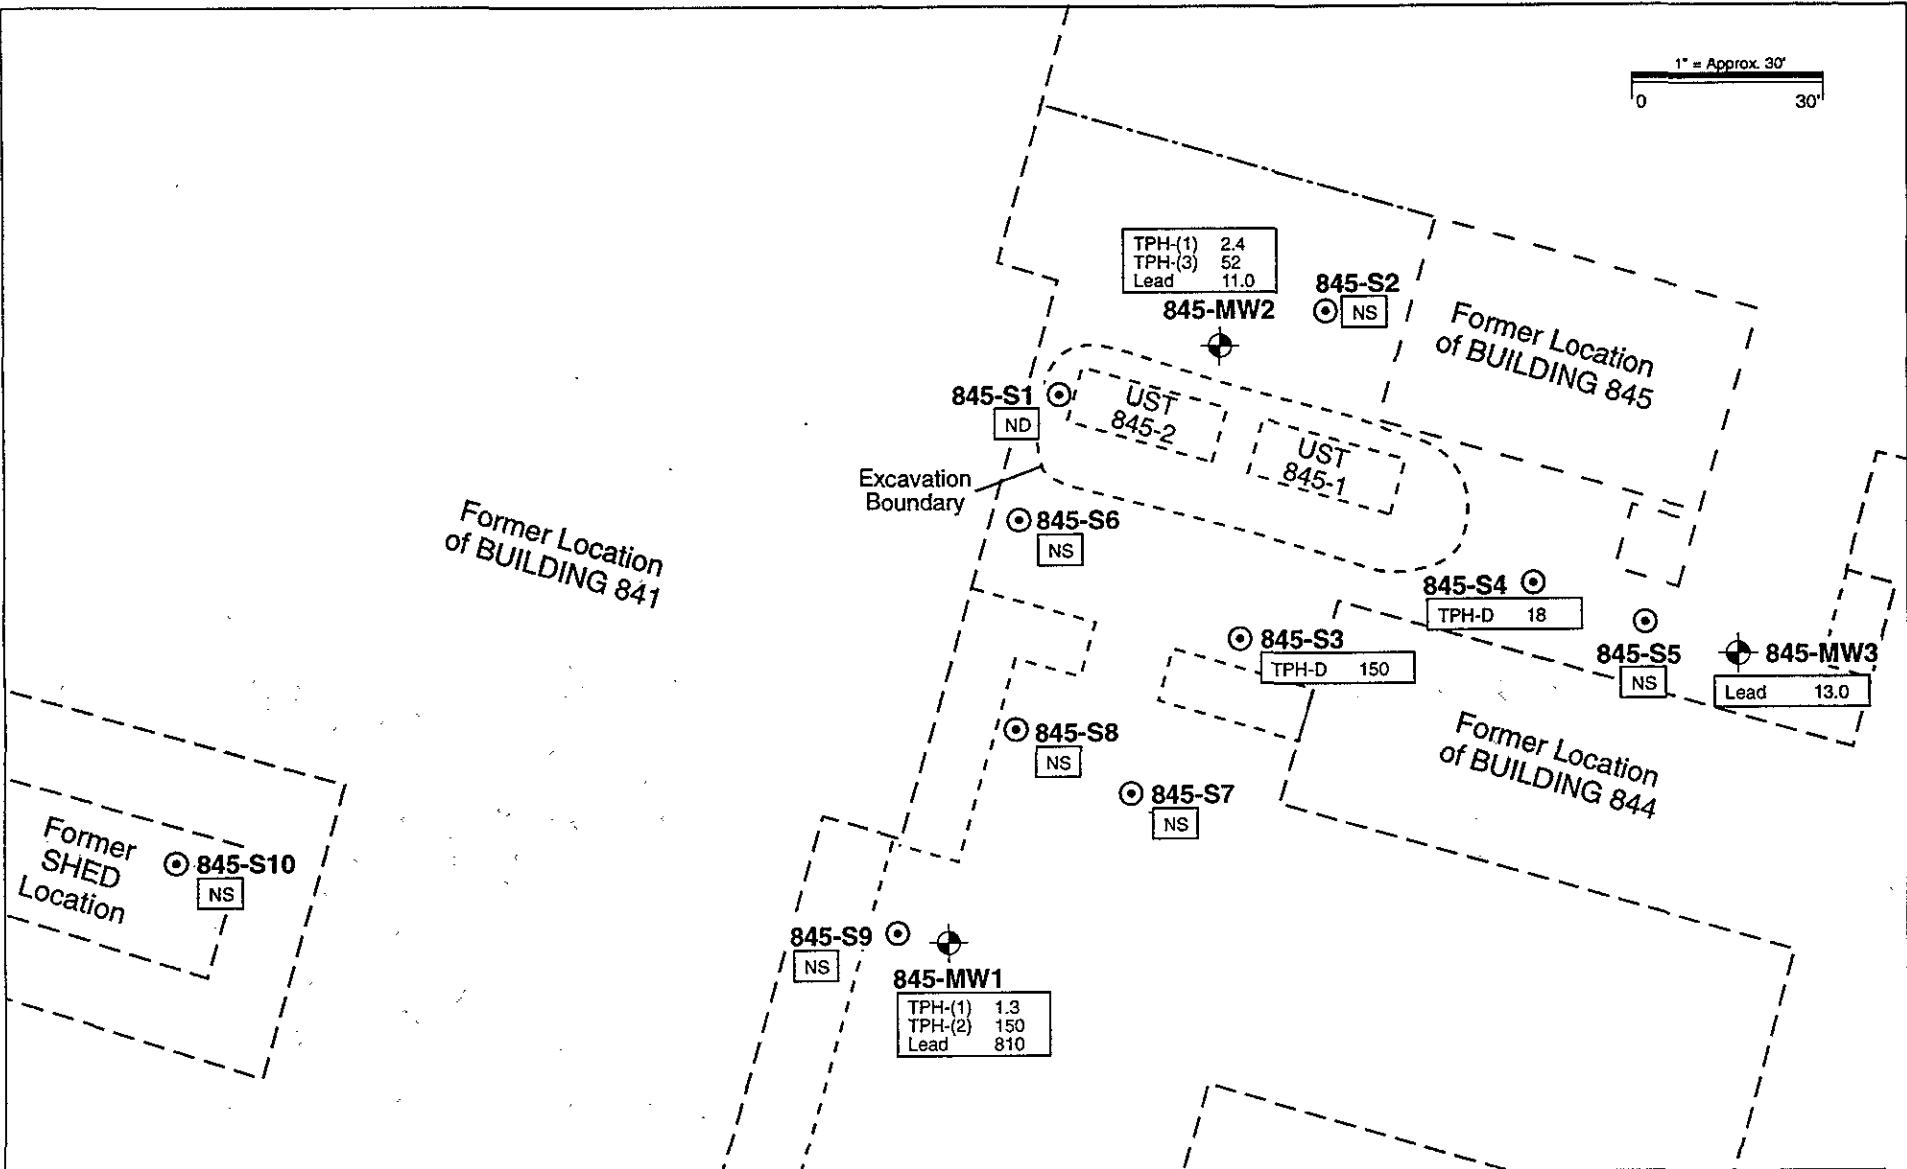 1" = Approx. 30'
0 30'
TPH-(1) 2.4
TPH-(3) 52
Lead 11.0
845-MW2
845-S2
NS
Former Location
of BUILDING 845
845-S1
ND
UST
845-2
UST
845-1
Excavation
Boundary
845-S6
NS
Former Location
of BUILDING 841
845-S4
TPH-D 18
845-S3
TPH-D 150
845-S5
NS
845-MW3
Lead 13.0
845-S8
NS
Former Location
of BUILDING 844
845-S7
NS
Former
SHED
Location
845-S10
NS
845-S9
NS
845-MW1
TPH-(1) 1.3
TPH-(2) 150
Lead 810